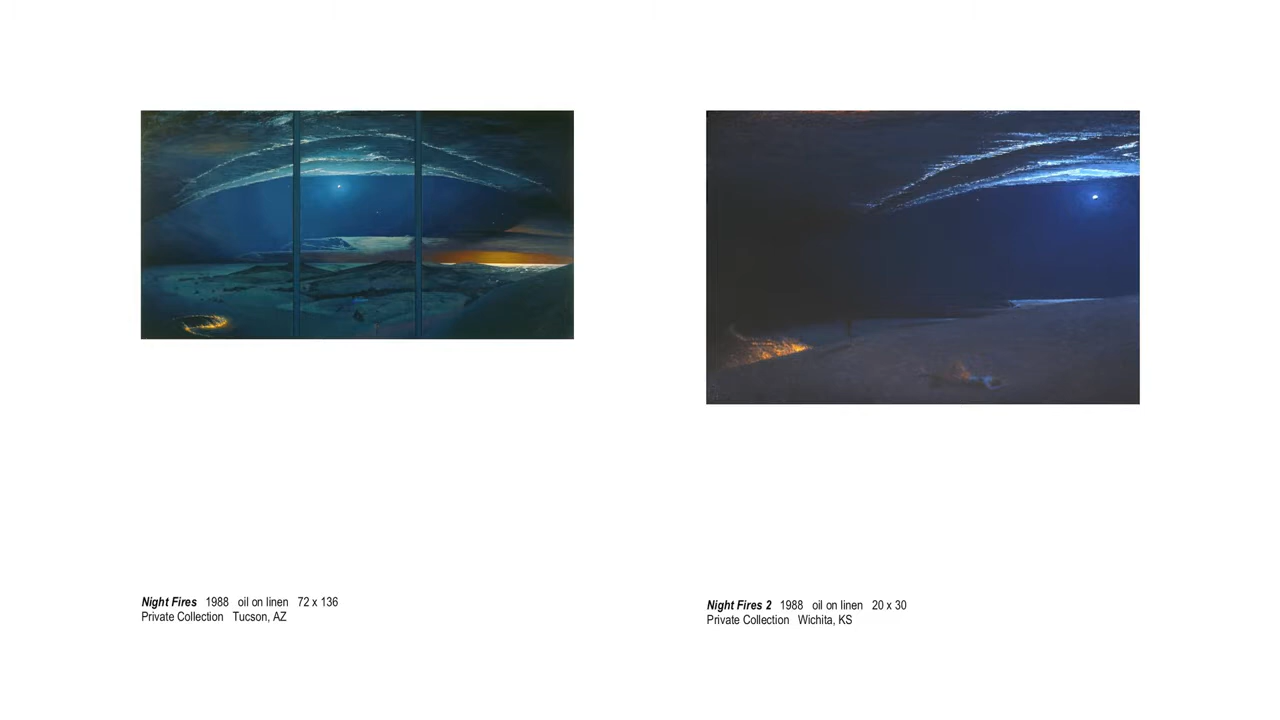 Night Fires 1988 oil on linen 72 x 136
Private Collection Tucson, AZ
Night Fires 2 1988 oil on linen 20 x 30
Private Collection Wichita, KS